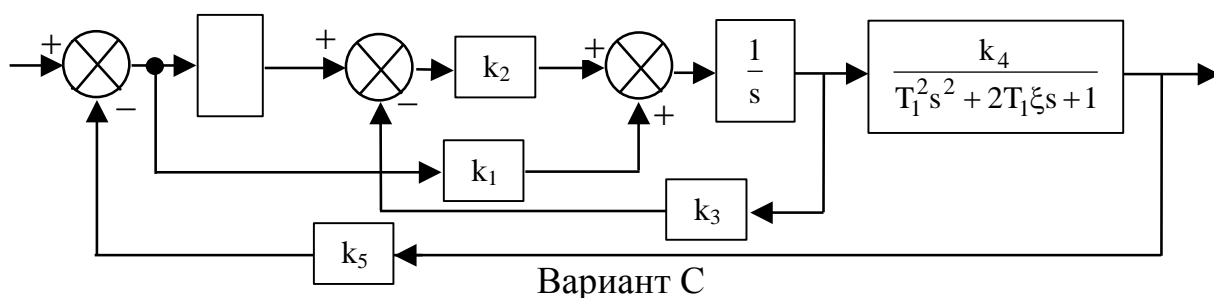 + − + − k₂ + + 1/s k₄/(T₁²s² + 2T₁ξs + 1)
k₁
k₃
k₅
Вариант C